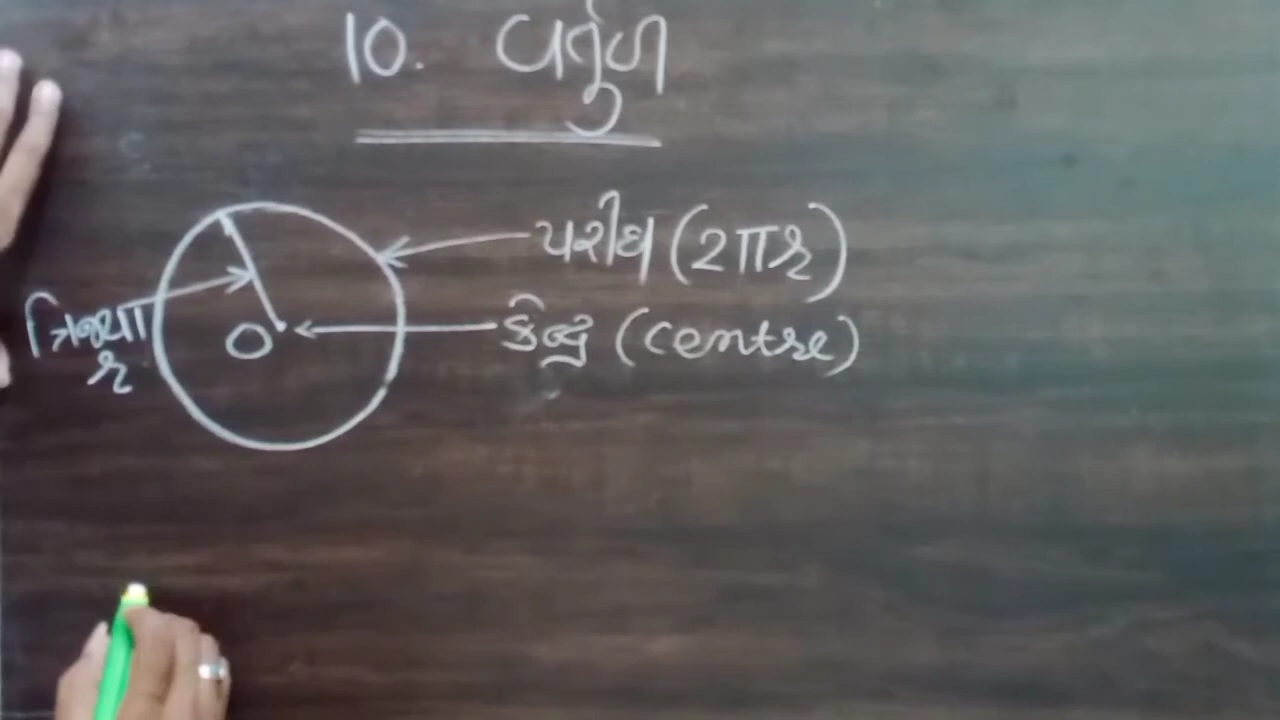 10. વર્તુળ
પરીઘ (2πr)
ત્રિજ્યા
r
O
કેન્દ્ર (centre)